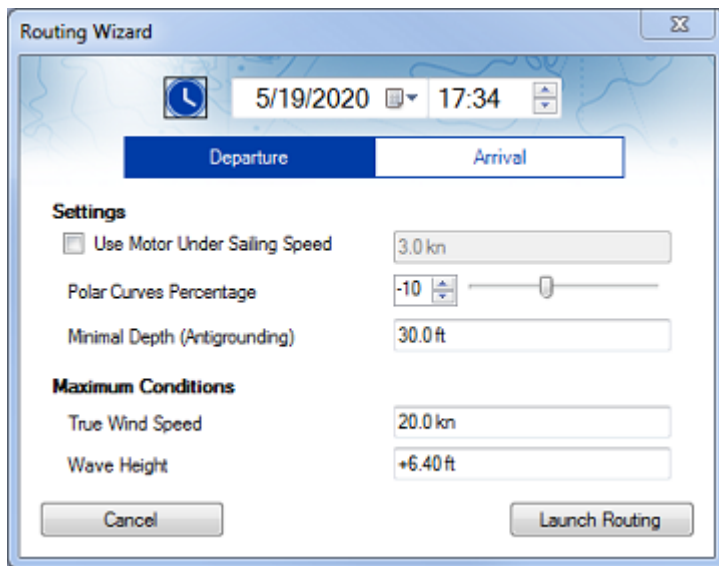 Routing Wizard
5/19/2020 17:34
Departure Arrival
Settings
Use Motor Under Sailing Speed 3.0 kn
Polar Curves Percentage -10
Minimal Depth (Antigrounding) 30.0 ft
Maximum Conditions
True Wind Speed 20.0 kn
Wave Height +6.40 ft
Cancel Launch Routing